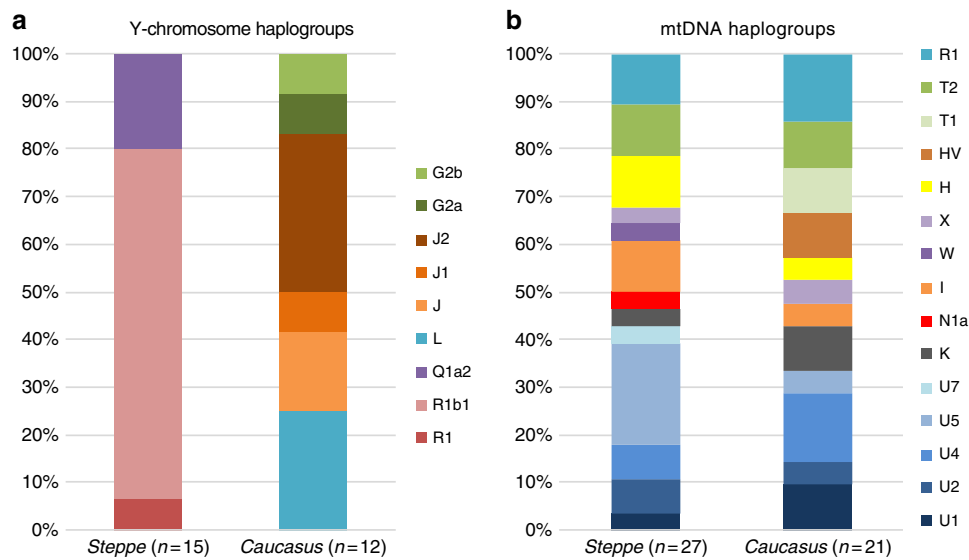 a
Y-chromosome haplogroups
100%
90%
80%
70%
60%
50%
40%
30%
20%
10%
0%
Steppe (n=15)
Caucasus (n=12)
G2b
G2a
J2
J1
J
L
Q1a2
R1b1
R1
b
mtDNA haplogroups
100%
90%
80%
70%
60%
50%
40%
30%
20%
10%
0%
Steppe (n=27)
Caucasus (n=21)
R1
T2
T1
HV
H
X
W
I
N1a
K
U7
U5
U4
U2
U1